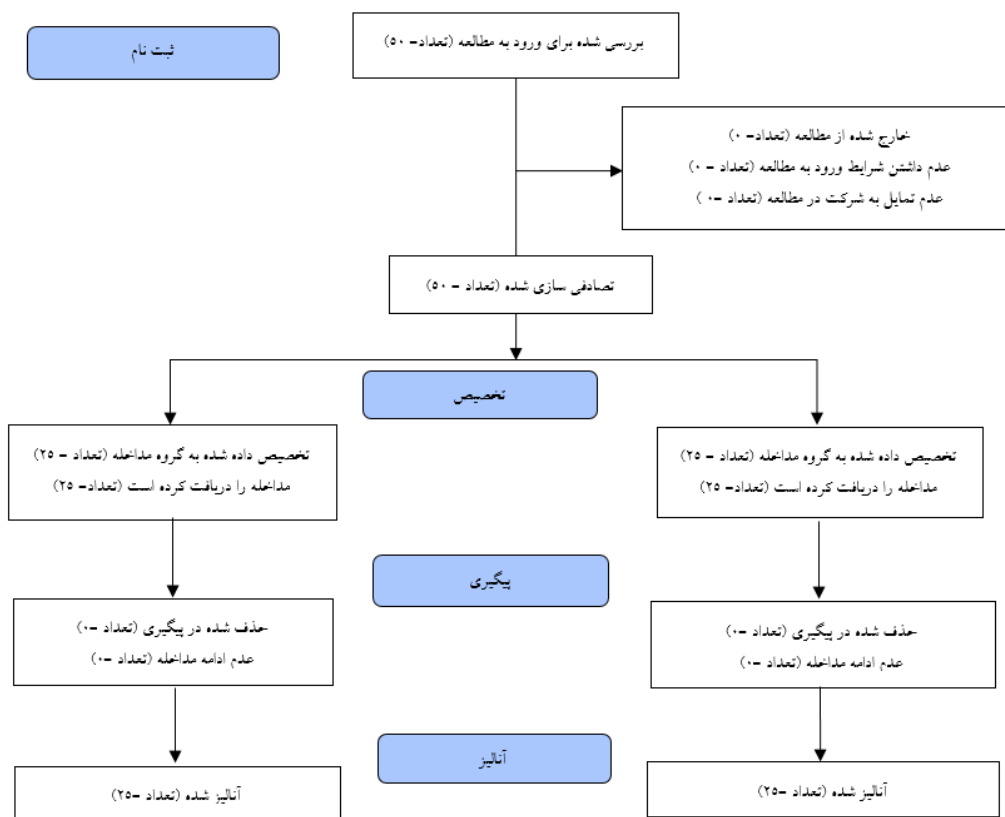 ثبت نام
بررسی شده برای ورود به مطالعه (تعداد- ۵۰)
خارج شده از مطالعه (تعداد- ۰)
عدم داشتن شرایط ورود به مطالعه (تعداد - ۰)
عدم تمایل به شرکت در مطالعه (تعداد -۰ )
تصادفی سازی شده (تعداد - ۵۰)
تخصیص
تخصیص داده شده به گروه مداخله (تعداد - ۲۵)
مداخله را دریافت کرده است (تعداد- ۲۵)
تخصیص داده شده به گروه مداخله (تعداد - ۲۵)
مداخله را دریافت کرده است (تعداد- ۲۵)
پیگیری
حذف شده در پیگیری (تعداد -۰)
عدم ادامه مداخله (تعداد -۰)
حذف شده در پیگیری (تعداد -۰)
عدم ادامه مداخله (تعداد -۰)
آنالیز
آنالیز شده (تعداد -۲۵)
آنالیز شده (تعداد -۲۵)